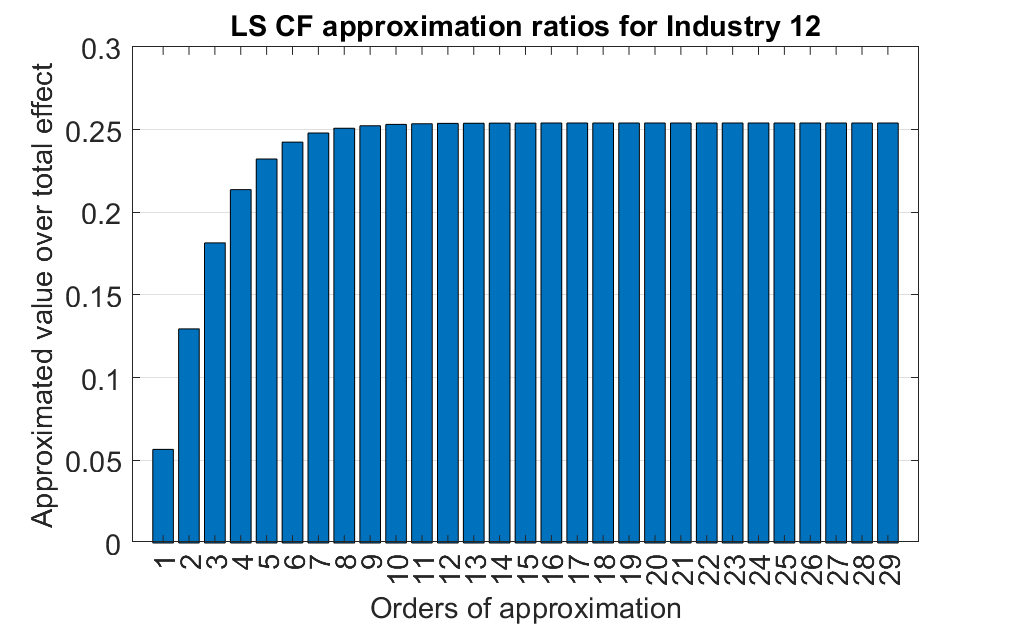 LS CF approximation ratios for Industry 12
Approximated value over total effect
0.3
0.25
0.2
0.15
0.1
0.05
0
1 2 3 4 5 6 7 8 9 10 11 12 13 14 15 16 17 18 19 20 21 22 23 24 25 26 27 28 29
Orders of approximation